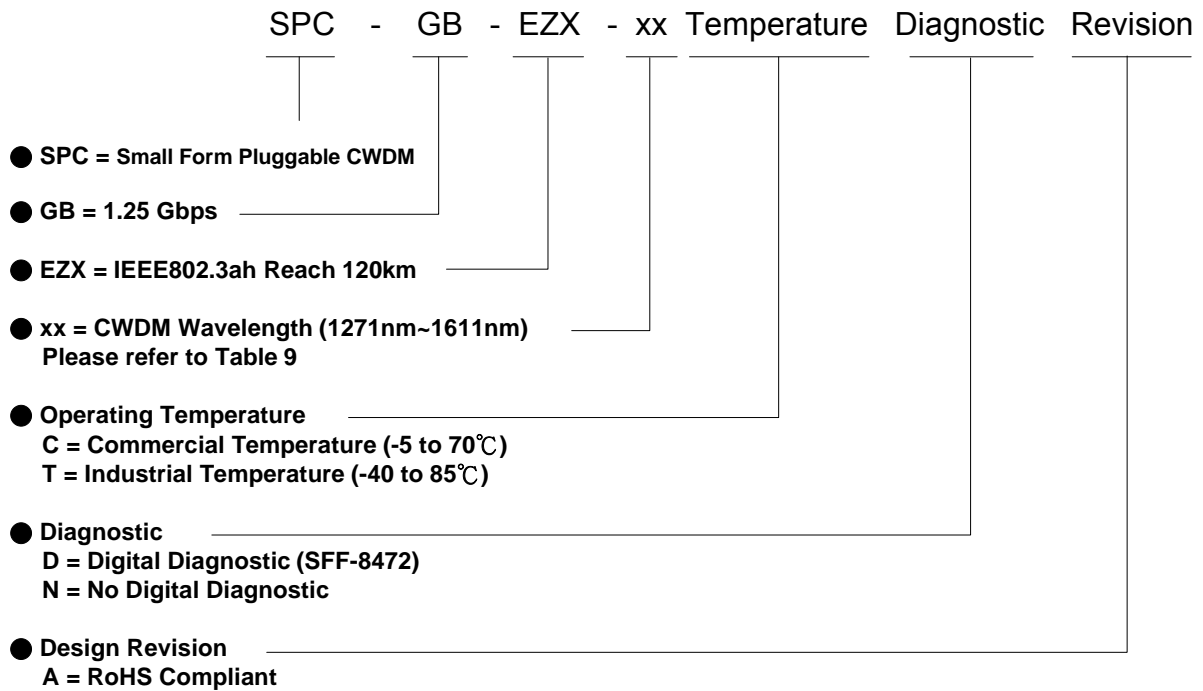 SPC - GB - EZX - xx Temperature Diagnostic Revision
● SPC = Small Form Pluggable CWDM
● GB = 1.25 Gbps
● EZX = IEEE802.3ah Reach 120km
● xx = CWDM Wavelength (1271nm~1611nm)
Please refer to Table 9
● Operating Temperature
C = Commercial Temperature (-5 to 70℃)
T = Industrial Temperature (-40 to 85℃)
● Diagnostic
D = Digital Diagnostic (SFF-8472)
N = No Digital Diagnostic
● Design Revision
A = RoHS Compliant